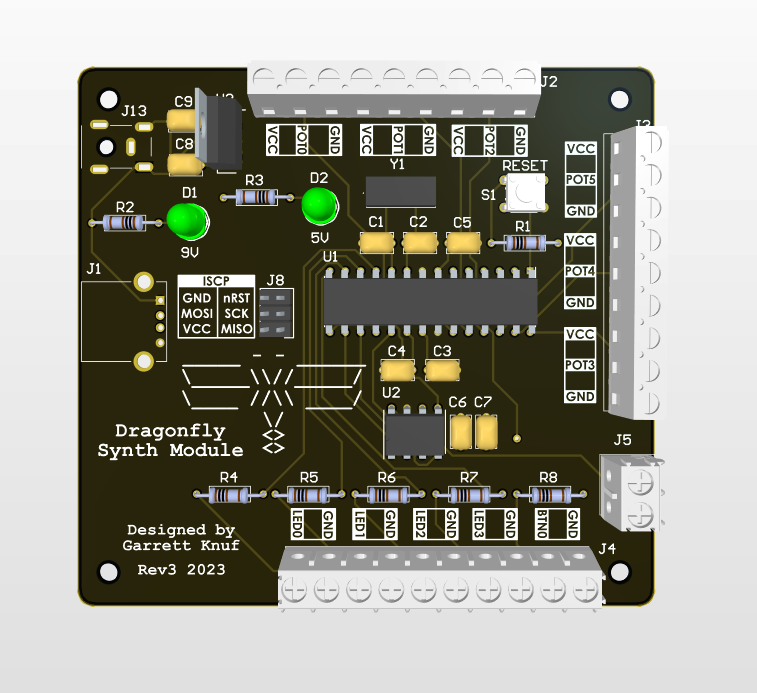 J2
J13
C9
VCC POT0 GND VCC POT1 GND VCC POT2 GND
C8
Y1
RESET
S1
VCC
POT5
GND
VCC
POT4
GND
VCC
POT3
GND
R3
D2
D1
R2
9V
5V
C1 C2 C5
R1
U1
J1
ISCP
J8
GND nRST
MOSI SCK
VCC MISO
C4 C3
U2
C6 C7
Dragonfly
Synth Module
J5
R4 R5 R6 R7 R8
LED0 GND LED1 GND LED2 GND LED3 GND BTN0 GND
Designed by
Garrett Knuf
Rev3 2023
J4